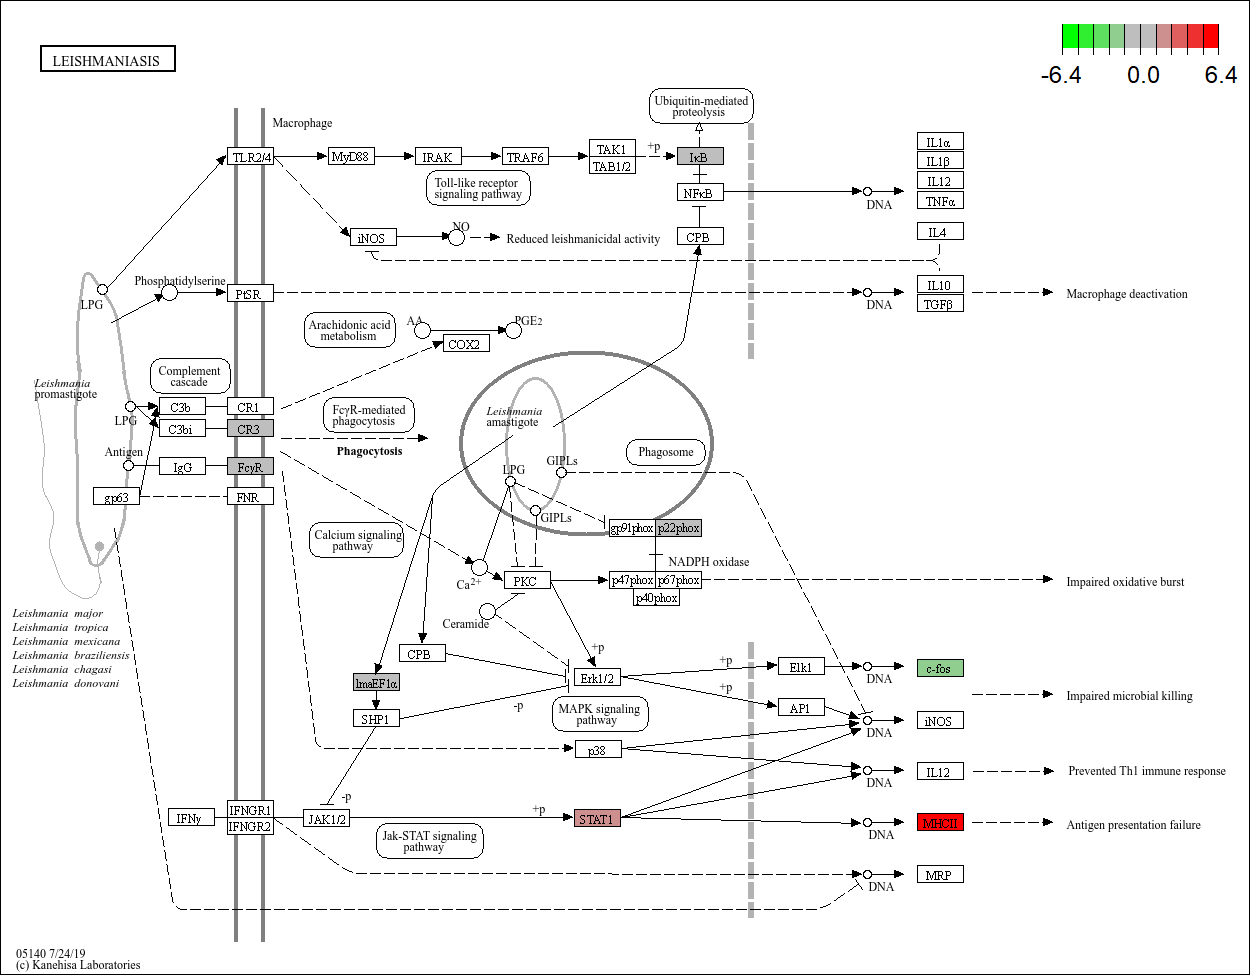 LEISHMANIASIS
-6.4 0.0 6.4
Ubiquitin-mediated
proteolysis
Macrophage
TLR2/4
MyD88
IRAK
TRAF6
TAK1
TAB1/2
+p
IκB
IL1α
IL1β
IL12
TNFα
Toll-like receptor
signaling pathway
NFκB
DNA
iNOS
NO
Reduced leishmanicidal activity
CPB
IL4
Phosphatidylserine
LPG
PtSR
DNA
IL10
TGFβ
Macrophage deactivation
Arachidonic acid
metabolism
AA
PGE2
COX2
Complement
cascade
Leishmania
promastigote
LPG
C3b
CR1
C3bi
CR3
FcγR-mediated
phagocytosis
Phagocytosis
Leishmania
amastigote
Phagosome
Antigen
IgG
FcγR
gp63
FNR
LPG
GIPLs
GIPLs
gp91phox
p22phox
NADPH oxidase
Calcium signaling
pathway
Ca2+
PKC
p47phox
p67phox
p40phox
Impaired oxidative burst
Ceramide
Leishmania major
Leishmania tropica
Leishmania mexicana
Leishmania braziliensis
Leishmania chagasi
Leishmania donovani
CPB
+p
lmaEF1α
Erk1/2
+p
Elk1
DNA
c-fos
+p
Impaired microbial killing
SHP1
-p
MAPK signaling
pathway
AP1
DNA
iNOS
p38
DNA
IL12
Prevented Th1 immune response
IFNγ
IFNGR1
IFNGR2
-p
JAK1/2
+p
STAT1
DNA
MHCII
Antigen presentation failure
Jak-STAT signaling
pathway
DNA
MRP
05140 7/24/19
(c) Kanehisa Laboratories